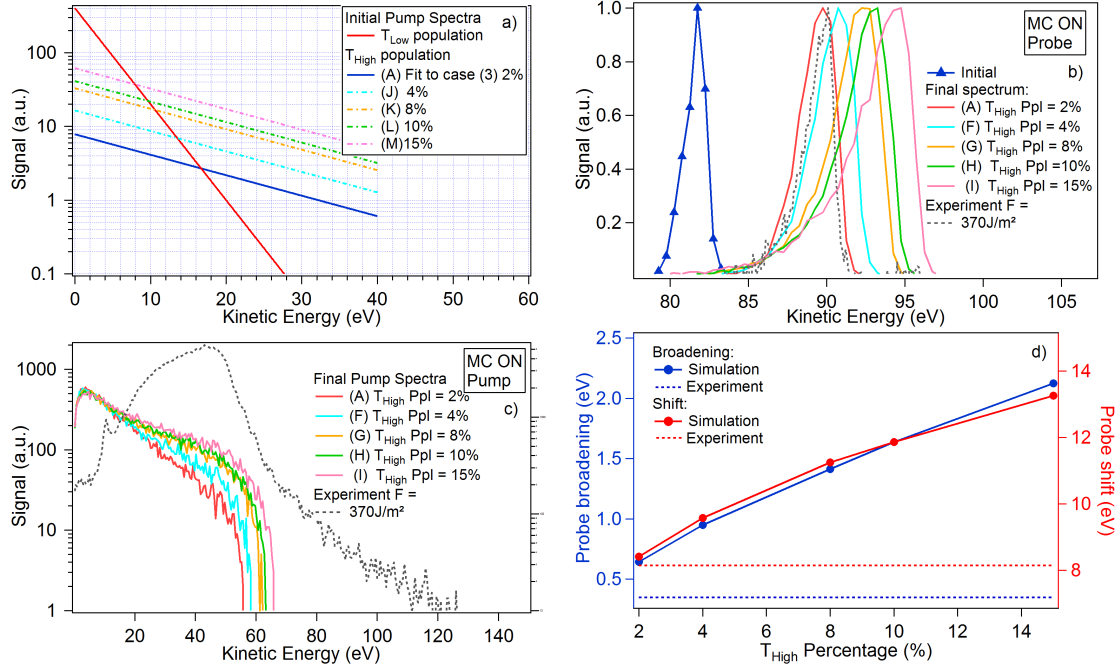 Initial Pump Spectra
a)
T_Low population
T_High population
(A) Fit to case (3) 2%
(J) 4%
(K) 8%
(L) 10%
(M)15%
Signal (a.u.)
400
100
10
1
0.1
0 10 20 30 40 50 60
Kinetic Energy (eV)
MC ON
Probe
b)
Initial
Final spectrum:
(A) T_High Ppl = 2%
(F) T_High Ppl = 4%
(G) T_High Ppl = 8%
(H) T_High Ppl =10%
(I) T_High Ppl = 15%
Experiment F =
370J/m²
Signal (a.u.)
1.0
0.8
0.6
0.4
0.2
80 85 90 95 100 105
Kinetic Energy (eV)
MC ON
Pump
c)
Final Pump Spectra
(A) T_High Ppl = 2%
(F) T_High Ppl = 4%
(G) T_High Ppl = 8%
(H) T_High Ppl = 10%
(I) T_High Ppl = 15%
Experiment F =
370J/m²
Signal (a.u.)
1000
100
10
1
20 40 60 80 100 120 140
Kinetic Energy (eV)
d)
Broadening:
Simulation
Experiment
Shift:
Simulation
Experiment
Probe broadening (eV)
2.5
2.0
1.5
1.0
0.5
Probe shift (eV)
14
12
10
8
2 4 6 8 10 12 14
T_High Percentage (%)